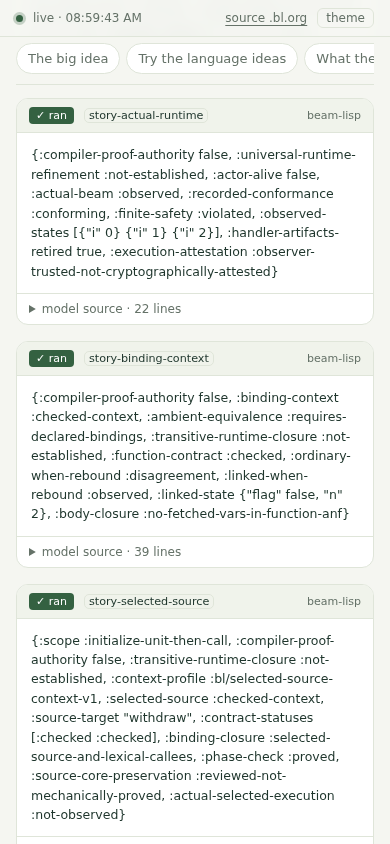 live · 08:59:43 AM
source .bl.org
theme
The big idea
Try the language ideas
What the
✓ ran
story-actual-runtime
beam-lisp
{:compiler-proof-authority false, :universal-runtime-
refinement :not-established, :actor-alive false,
:actual-beam :observed, :recorded-conformance
:conforming, :finite-safety :violated, :observed-
states [{"i" 0} {"i" 1} {"i" 2}], :handler-artifacts-
retired true, :execution-attestation :observer-
trusted-not-cryptographically-attested}
▶ model source · 22 lines
✓ ran
story-binding-context
beam-lisp
{:compiler-proof-authority false, :binding-context
:checked-context, :ambient-equivalence :requires-
declared-bindings, :transitive-runtime-closure :not-
established, :function-contract :checked, :ordinary-
when-rebound :disagreement, :linked-when-
rebound :observed, :linked-state {"flag" false, "n"
2}, :body-closure :no-fetched-vars-in-function-anf}
▶ model source · 39 lines
✓ ran
story-selected-source
beam-lisp
{:scope :initialize-unit-then-call, :compiler-proof-
authority false, :transitive-runtime-closure :not-
established, :context-profile :bl/selected-source-
context-v1, :selected-source :checked-context,
:source-target "withdraw", :contract-statuses
[:checked :checked], :binding-closure :selected-
source-and-lexical-callees, :phase-check :proved,
:source-core-preservation :reviewed-not-
mechanically-proved, :actual-selected-execution
:not-observed}